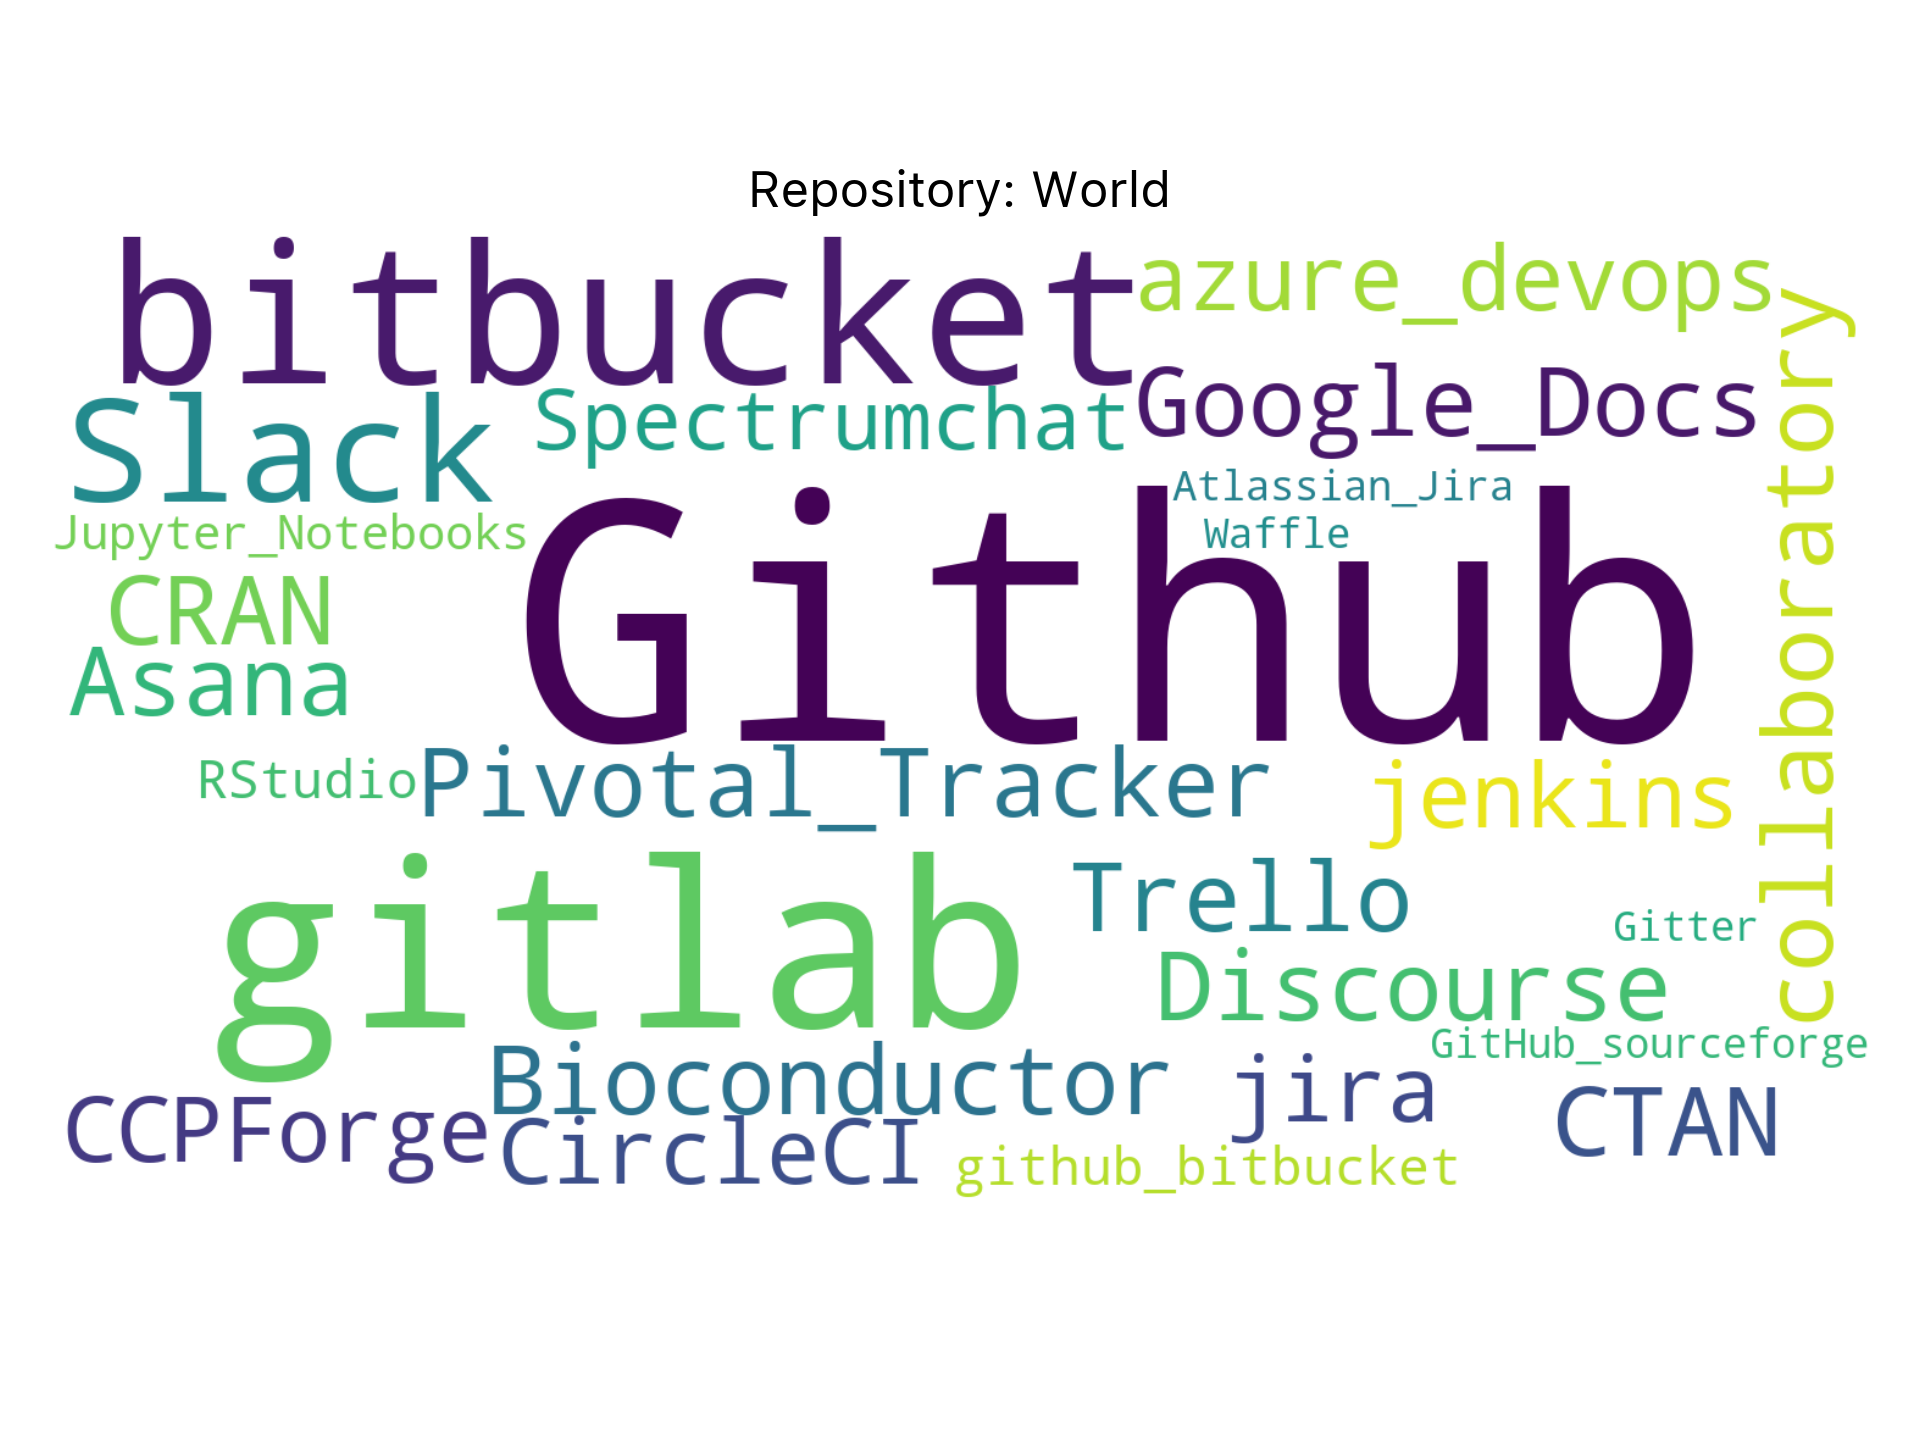 Repository: World
bitbucket
azure_devops
Slack
Spectrumchat
Google_Docs
collaboratory
Atlassian_Jira
Jupyter_Notebooks
Github
Waffle
CRAN
Asana
RStudio
Pivotal_Tracker
jenkins
gitlab
Trello
Gitter
Discourse
GitHub_sourceforge
Bioconductor
jira
CTAN
CCPForge
CircleCI
github_bitbucket